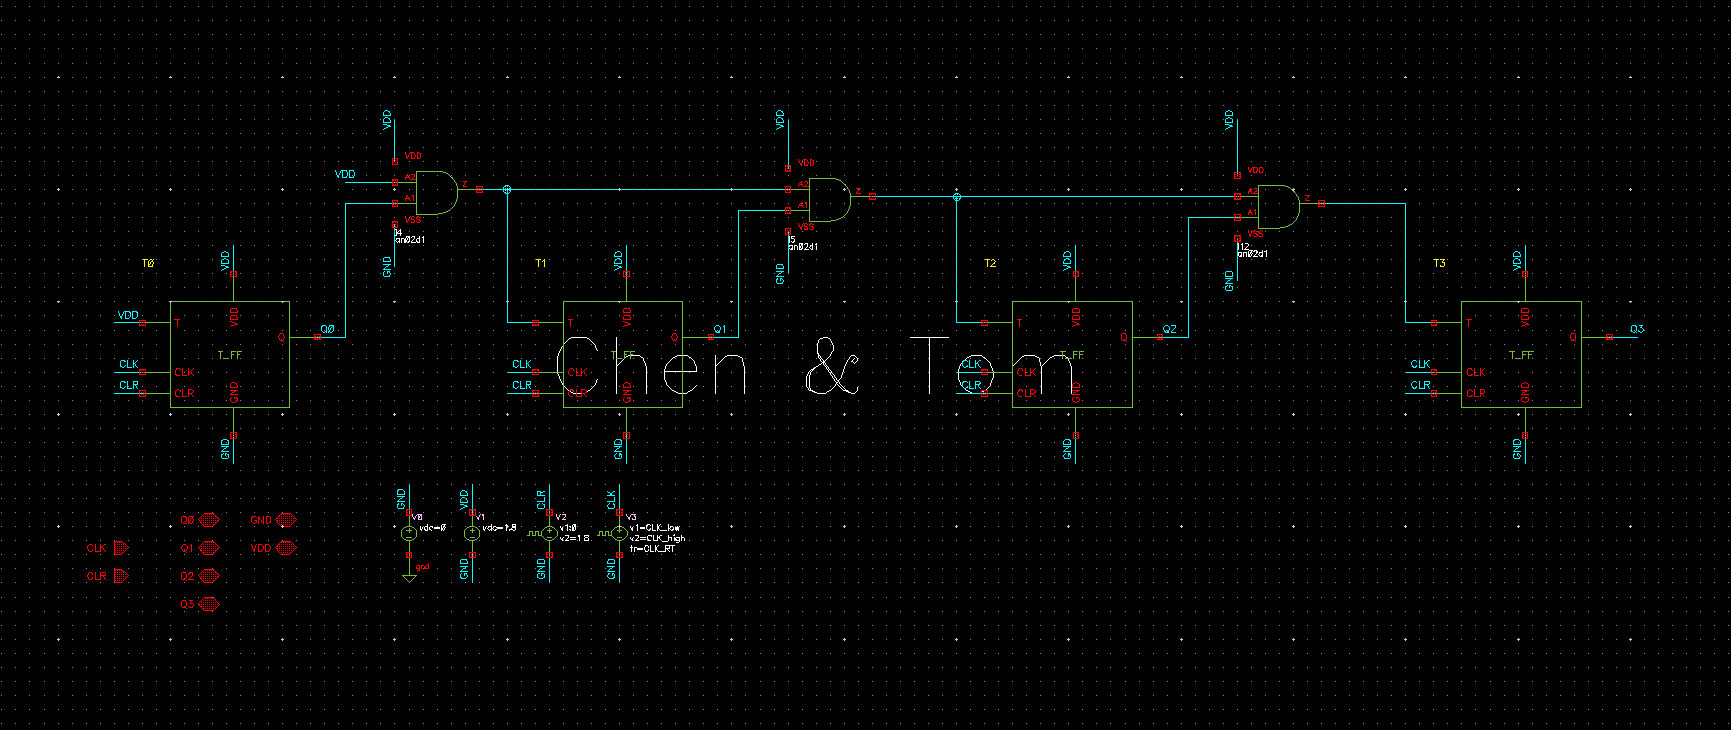 VDD VDD VDD
VDD VDD VDD
VDD A2 Z A2 Z A2 Z
A1 A1 A1
VSS VSS VSS
I4 I5 I12
an02d1 an02d1 an02d1
GND GND GND
T0 VDD T1 VDD T2 VDD T3 VDD
VDD T VDD Q Q0 T VDD Q Q1 T VDD Q Q2 T VDD Q Q3
T_FF T_FF T_FF T_FF
CLK CLK CLK CLK CLK CLK CLK CLK
CLR CLR CLR CLR CLR CLR CLR CLR
GND GND GND GND
Chen & Tom
GND GND GND GND
GND VDD CLR CLK
Q0 GND V0 V1 V2 V3
vdc=0 vdc=1.8 v1:0 v1=CLK_low
v2=1.8 v2=CLK_high
CLK Q1 VDD tr=CLK_RT
gnd GND GND GND
CLR Q2
Q3